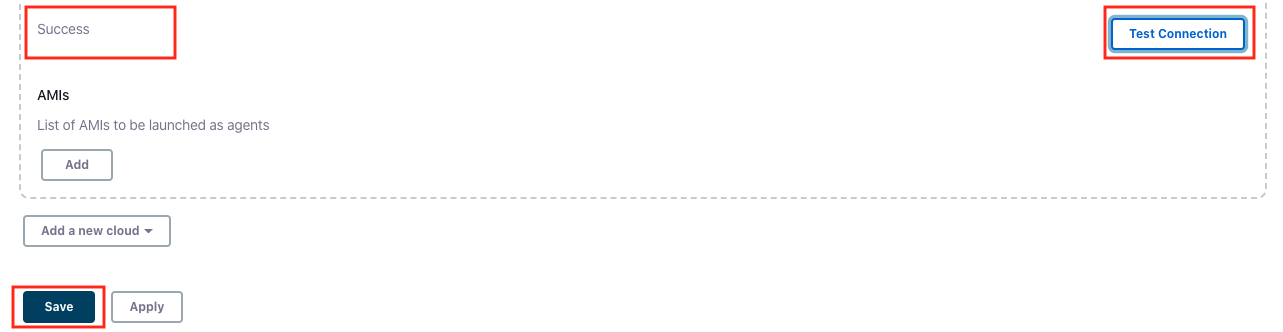 Success
Test Connection
AMIs
List of AMIs to be launched as agents
Add
Add a new cloud
Save
Apply